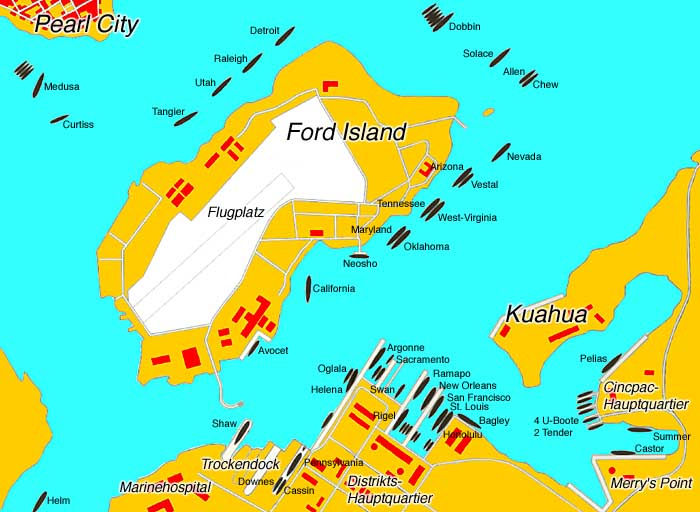 Pearl City
Detroit
Dobbin
Raleigh
Solace
Allen
Medusa
Utah
Chew
Tangier
Curtiss
Ford Island
Nevada
Arizona
Vestal
Tennessee
Flugplatz
West-Virginia
Maryland
Oklahoma
Neosho
California
Kuahua
Avocet
Argonne
Sacramento
Oglala
Pelias
Ramapo
Helena
Swan
New Orleans
Cincpac-
Hauptquartier
San Francisco
St. Louis
Rigel
Bagley
4 U-Boote
Shaw
2 Tender
Honolulu
Summer
Castor
Trockendock
Pennsylvania
Downes
Cassin
Marinehospital
Distrikts-
Hauptquartier
Merry's Point
Helm